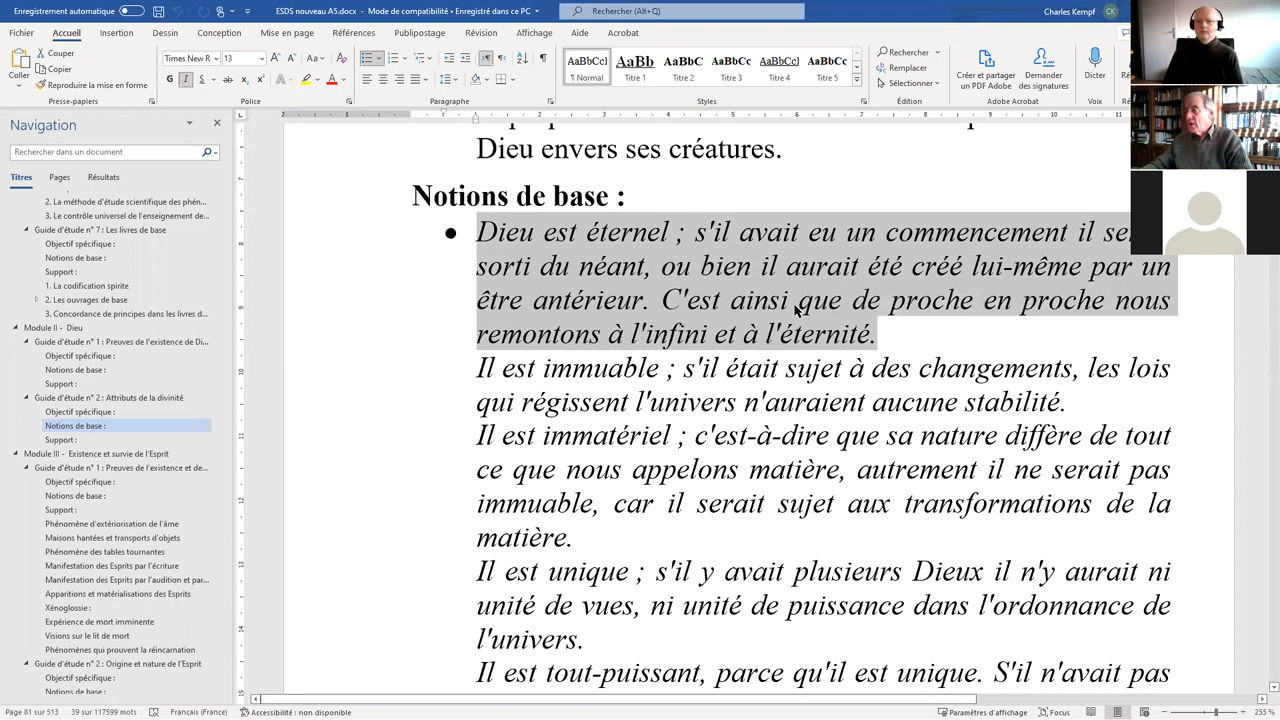 Enregistrement automatique
ESDS nouveau A5.docx - Mode de compatibilité • Enregistré dans ce PC
Rechercher (Alt+Q)
Charles Kempf
CK
Fichier Accueil Insertion Dessin Conception Mise en page Références Publipostage Révision Affichage Aide Acrobat
Coller
Couper
Copier
Reproduire la mise en forme
Presse-papiers
Times New R
13
Police
Paragraphe
AaBbCcI
¶ Normal
AaBb
Titre 1
AaBbC
Titre 2
AaBbCc
Titre 3
AaBbCcI
Titre 4
AaBbCc
Titre 5
Styles
Rechercher
Remplacer
Sélectionner
Édition
Créer et partager
un PDF Adobe
Demander
des signatures
Adobe Acrobat
Dicter
Voix
Navigation
Rechercher dans un document
Titres Pages Résultats
2. La méthode d'étude scientifique des phén...
3. Le contrôle universel de l'enseignement de...
Guide d'étude n° 7 : Les livres de base
Objectif spécifique :
Notions de base :
Support :
1. La codification spirite
2. Les ouvrages de base
3. Concordance de principes dans les livres d...
Module II - Dieu
Guide d'étude n° 1 : Preuves de l'existence de Di...
Objectif spécifique :
Notions de base :
Support :
Guide d'étude n° 2 : Attributs de la divinité
Objectif spécifique :
Notions de base :
Support :
Module III - Existence et survie de l'Esprit
Guide d'étude n° 1 : Preuves de l'existence et de...
Objectif spécifique :
Notions de base :
Support :
Phénomène d'extériorisation de l'âme
Maisons hantées et transports d'objets
Phénomène des tables tournantes
Manifestation des Esprits par l'écriture
Manifestation des Esprits par l'audition et par...
Apparitions et matérialisations des Esprits
Xénoglossie :
Expérience de mort imminente
Visions sur le lit de mort
Phénomènes qui prouvent la réincarnation
Guide d'étude n° 2 : Origine et nature de l'Esprit
Objectif spécifique :
Notions de base :
Dieu envers ses créatures.
Notions de base :
● Dieu est éternel ; s'il avait eu un commencement il se
sorti du néant, ou bien il aurait été créé lui-même par un
être antérieur. C'est ainsi que de proche en proche nous
remontons à l'infini et à l'éternité.
Il est immuable ; s'il était sujet à des changements, les lois
qui régissent l'univers n'auraient aucune stabilité.
Il est immatériel ; c'est-à-dire que sa nature diffère de tout
ce que nous appelons matière, autrement il ne serait pas
immuable, car il serait sujet aux transformations de la
matière.
Il est unique ; s'il y avait plusieurs Dieux il n'y aurait ni
unité de vues, ni unité de puissance dans l'ordonnance de
l'univers.
Il est tout-puissant, parce qu'il est unique. S'il n'avait pas
Page 81 sur 513 39 sur 117599 mots Français (France) Accessibilité : non disponible Paramètres d'affichage Focus 255 %